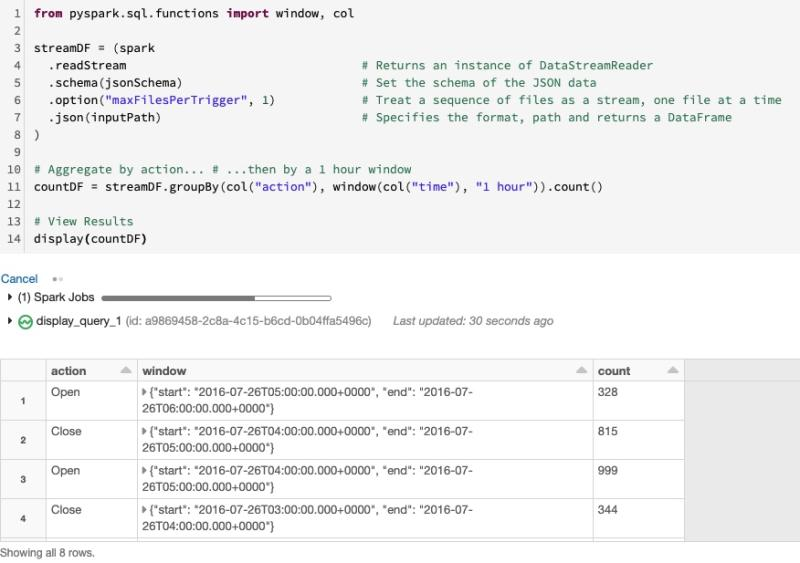 1 from pyspark.sql.functions import window, col
2
3 streamDF = (spark
4 .readStream # Returns an instance of DataStreamReader
5 .schema(jsonSchema) # Set the schema of the JSON data
6 .option("maxFilesPerTrigger", 1) # Treat a sequence of files as a stream, one file at a time
7 .json(inputPath) # Specifies the format, path and returns a DataFrame
8 )
9
10 # Aggregate by action... # ...then by a 1 hour window
11 countDF = streamDF.groupBy(col("action"), window(col("time"), "1 hour")).count()
12
13 # View Results
14 display(countDF)
Cancel
(1) Spark Jobs
display_query_1 (id: a9869458-2c8a-4c15-b6cd-0b04ffa5496c) Last updated: 30 seconds ago
action window count
1 Open {"start": "2016-07-26T05:00:00.000+0000", "end": "2016-07- 328
26T06:00:00.000+0000"}
2 Close {"start": "2016-07-26T04:00:00.000+0000", "end": "2016-07- 815
26T05:00:00.000+0000"}
3 Open {"start": "2016-07-26T04:00:00.000+0000", "end": "2016-07- 999
26T05:00:00.000+0000"}
4 Close {"start": "2016-07-26T03:00:00.000+0000", "end": "2016-07- 344
26T04:00:00.000+0000"}
Showing all 8 rows.